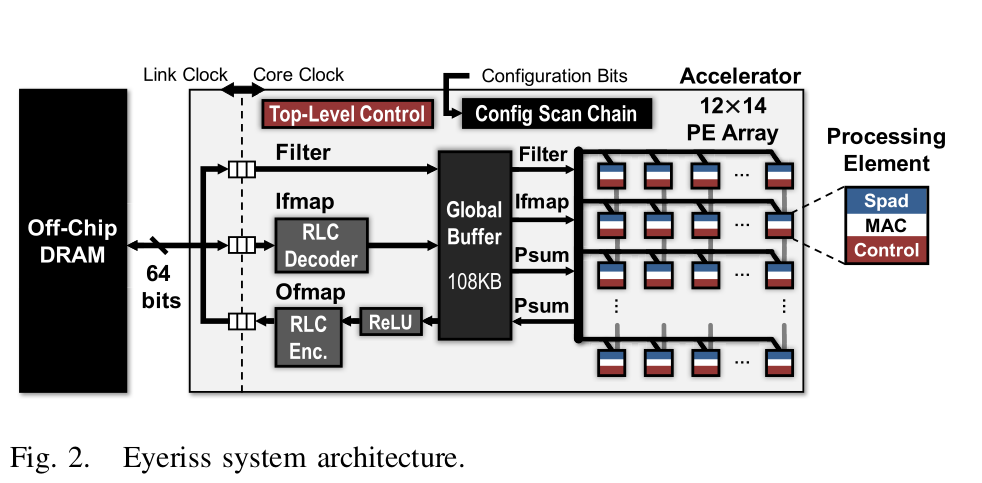 Link Clock
Core Clock
Configuration Bits
Accelerator
12×14
PE Array
Top-Level Control
Config Scan Chain
Processing
Element
Off-Chip
DRAM
64
bits
Filter
Ifmap
RLC
Decoder
Ofmap
RLC
Enc.
ReLU
Global
Buffer
108KB
Filter
Ifmap
Psum
Psum
...
...
...
...
...
...
Spad
MAC
Control
Fig. 2. Eyeriss system architecture.